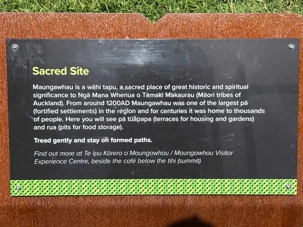 Sacred Site
Maungawhau is a wāhi tapu, a sacred place of great historic and spiritual
significance to Ngā Mana Whenua o Tāmaki Makaurau (Māori tribes of
Auckland). From around 1200AD Maungawhau was one of the largest pā
(fortified settlements) in the region and for centuries it was home to thousands
of people. Here you will see pā tūāpapa (terraces for housing and gardens)
and rua (pits for food storage).
Tread gently and stay on formed paths.
Find out more at Te Ipu Kōrero o Maungawhau / Maungawhau Visitor
Experience Centre, beside the café below the tihi (summit).